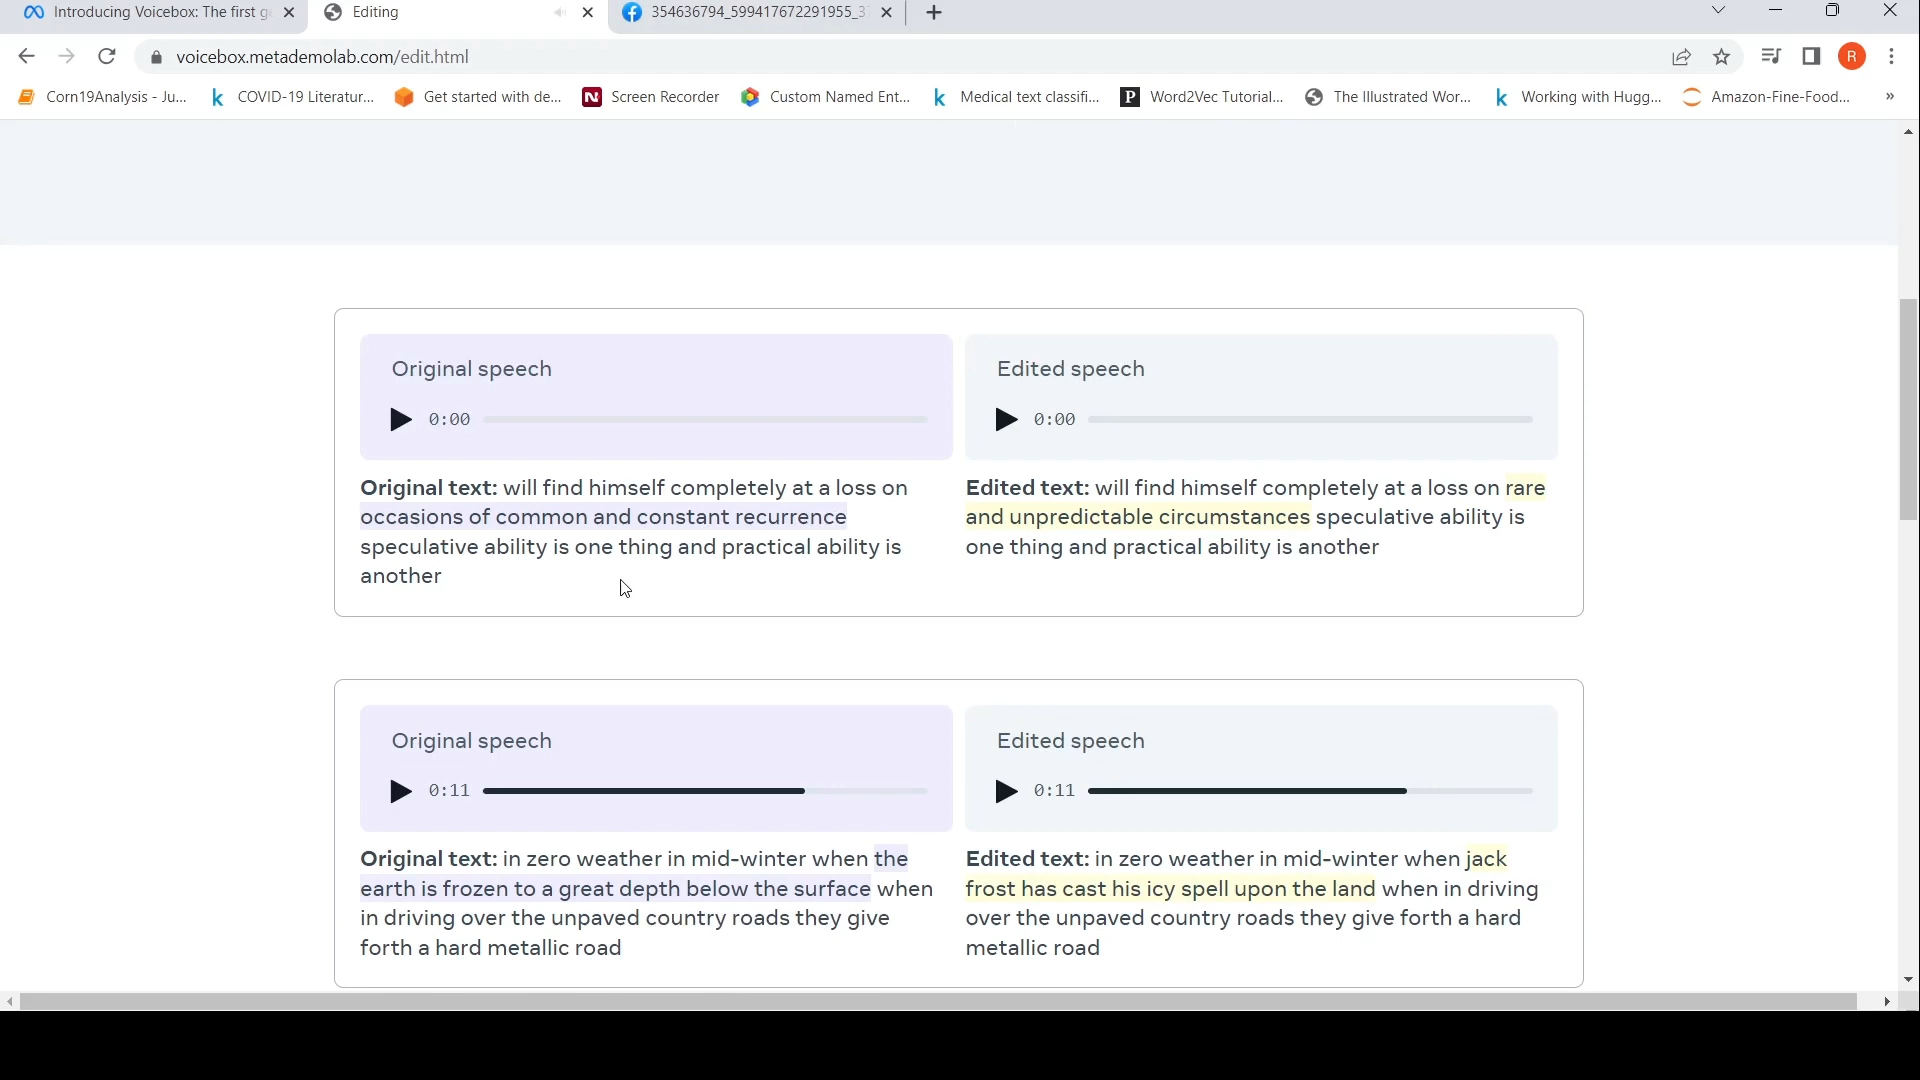 Introducing Voicebox: The first g
Editing
354636794_599417672291955_3
voicebox.metademolab.com/edit.html
R
Corn19Analysis - Ju...
COVID-19 Literatur...
Get started with de...
N
Screen Recorder
Custom Named Ent...
k
Medical text classifi...
P
Word2Vec Tutorial...
The Illustrated Wor...
k
Working with Hugg...
Amazon-Fine-Food...
»
Original speech
0:00
Original text: will find himself completely at a loss on
occasions of common and constant recurrence
speculative ability is one thing and practical ability is
another
Edited speech
0:00
Edited text: will find himself completely at a loss on rare
and unpredictable circumstances speculative ability is
one thing and practical ability is another
Original speech
0:11
Original text: in zero weather in mid-winter when the
earth is frozen to a great depth below the surface when
in driving over the unpaved country roads they give
forth a hard metallic road
Edited speech
0:11
Edited text: in zero weather in mid-winter when jack
frost has cast his icy spell upon the land when in driving
over the unpaved country roads they give forth a hard
metallic road